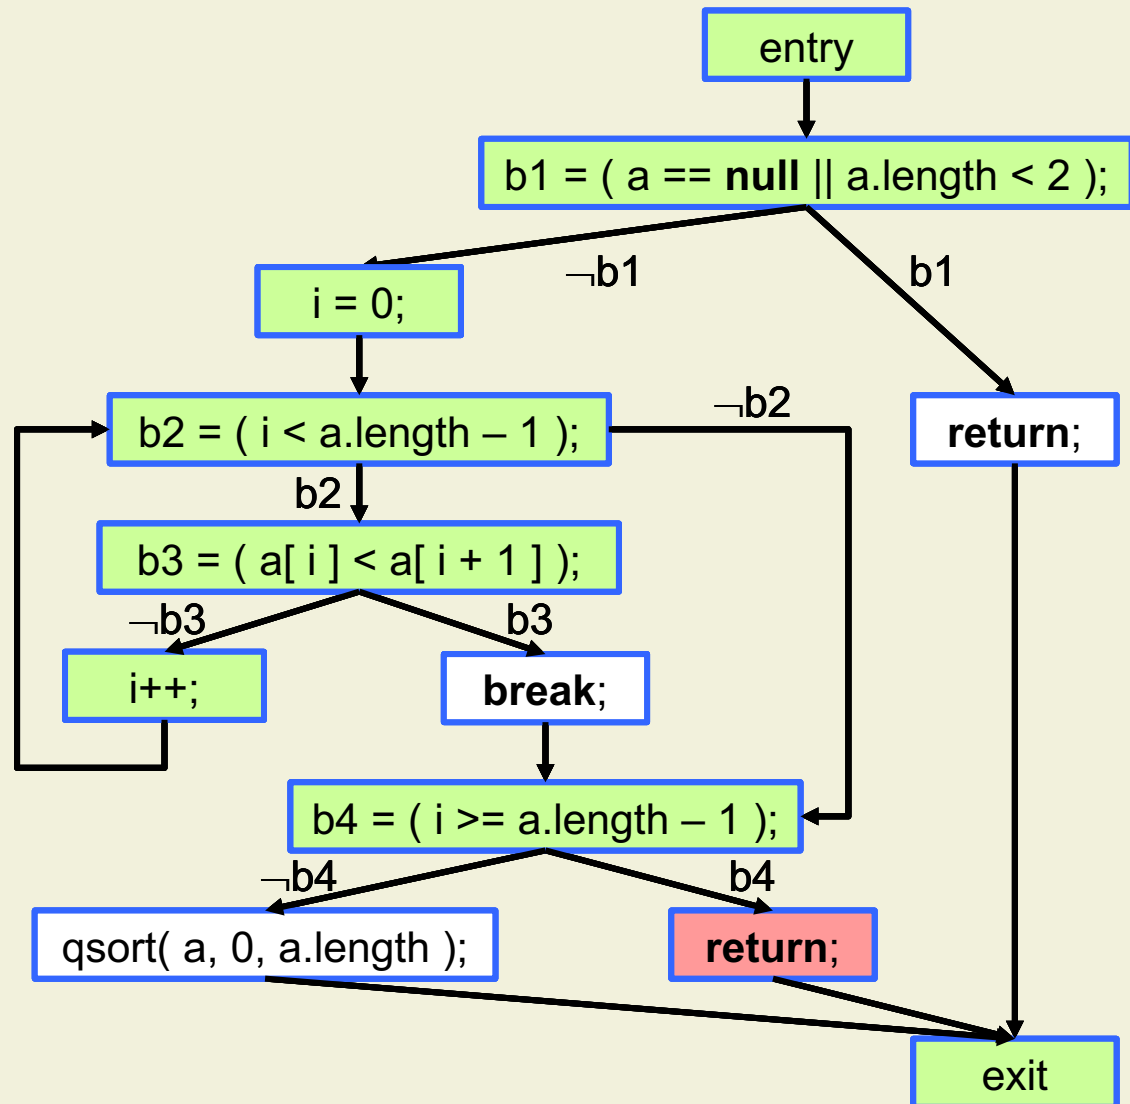 entry
b1 = ( a == null || a.length < 2 );
¬b1
b1
i = 0;
¬b2
b2 = ( i < a.length – 1 );
return;
b2
b3 = ( a[ i ] < a[ i + 1 ] );
¬b3
b3
i++;
break;
b4 = ( i >= a.length – 1 );
¬b4
b4
qsort( a, 0, a.length );
return;
exit